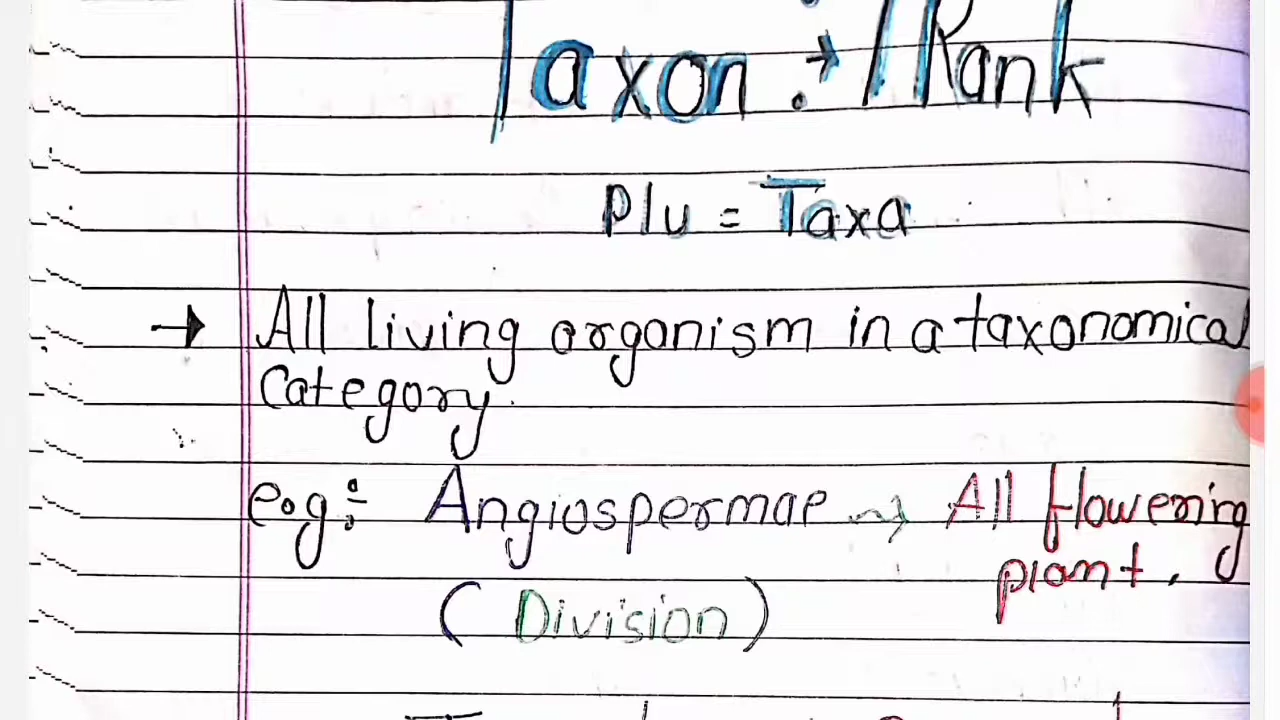 Taxon :→ / Rank
Plu = Taxa
→ All living organism in a taxonomical
category.
e.g:- Angiospermae → All flowering
plant.
(Division)